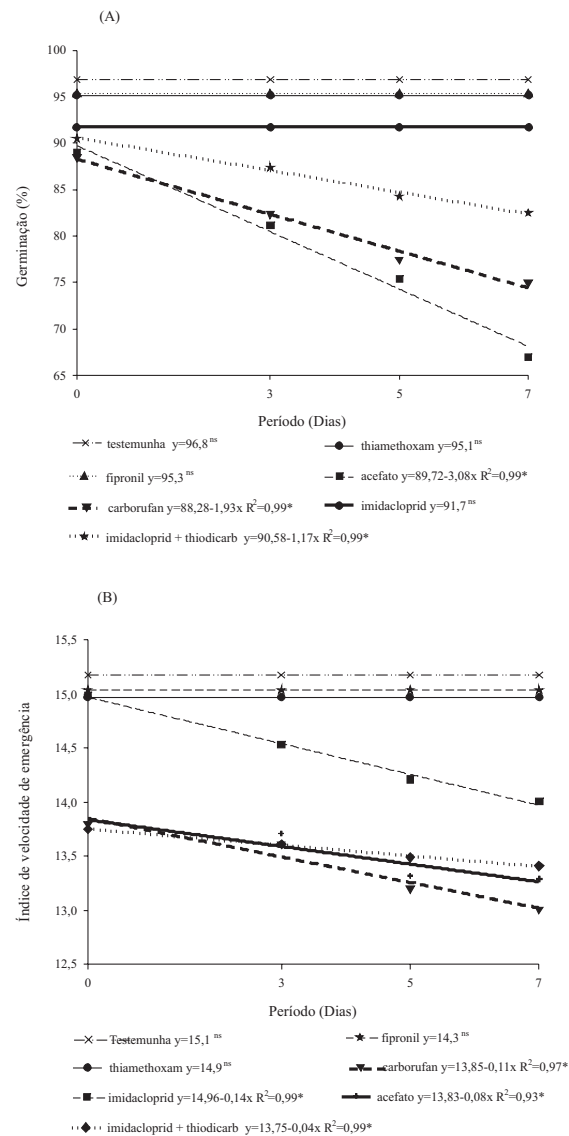 (A)
100
95
90
85
80
75
70
65
Germinação (%)
0 3 5 7
Período (Dias)
testemunha y=96,8 ns
thiamethoxam y=95,1 ns
fipronil y=95,3 ns
acefato y=89,72-3,08x R2=0,99*
carborufan y=88,28-1,93x R2=0,99*
imidacloprid y=91,7 ns
imidacloprid + thiodicarb y=90,58-1,17x R2=0,99*
(B)
15,5
15,0
14,5
14,0
13,5
13,0
12,5
Índice de velocidade de emergência
0 3 5 7
Período (Dias)
Testemunha y=15,1 ns
fipronil y=14,3 ns
thiamethoxam y=14,9 ns
carborufan y=13,85-0,11x R2=0,97*
imidacloprid y=14,96-0,14x R2=0,99*
acefato y=13,83-0,08x R2=0,93*
imidacloprid + thiodicarb y=13,75-0,04x R2=0,99*